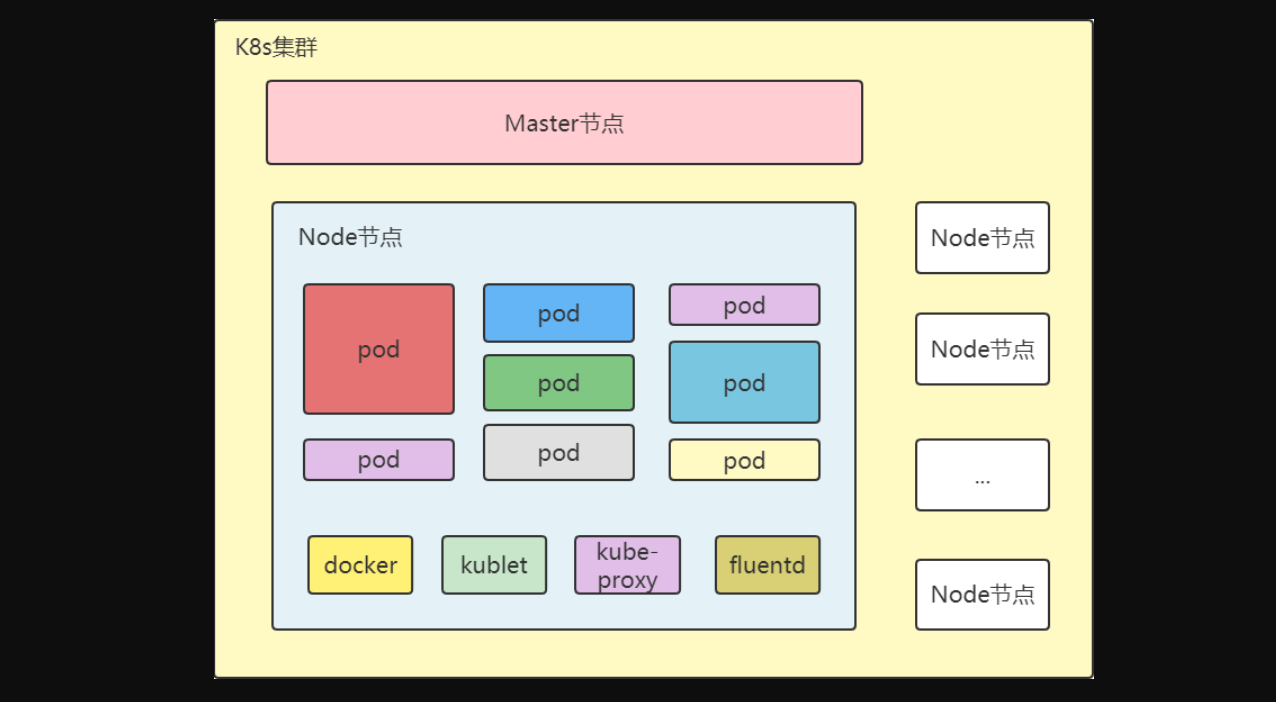 K8s集群
Master节点
Node节点
pod
pod
pod
pod
pod
pod
pod
pod
docker
kublet
kube-
proxy
fluentd
Node节点
Node节点
...
Node节点